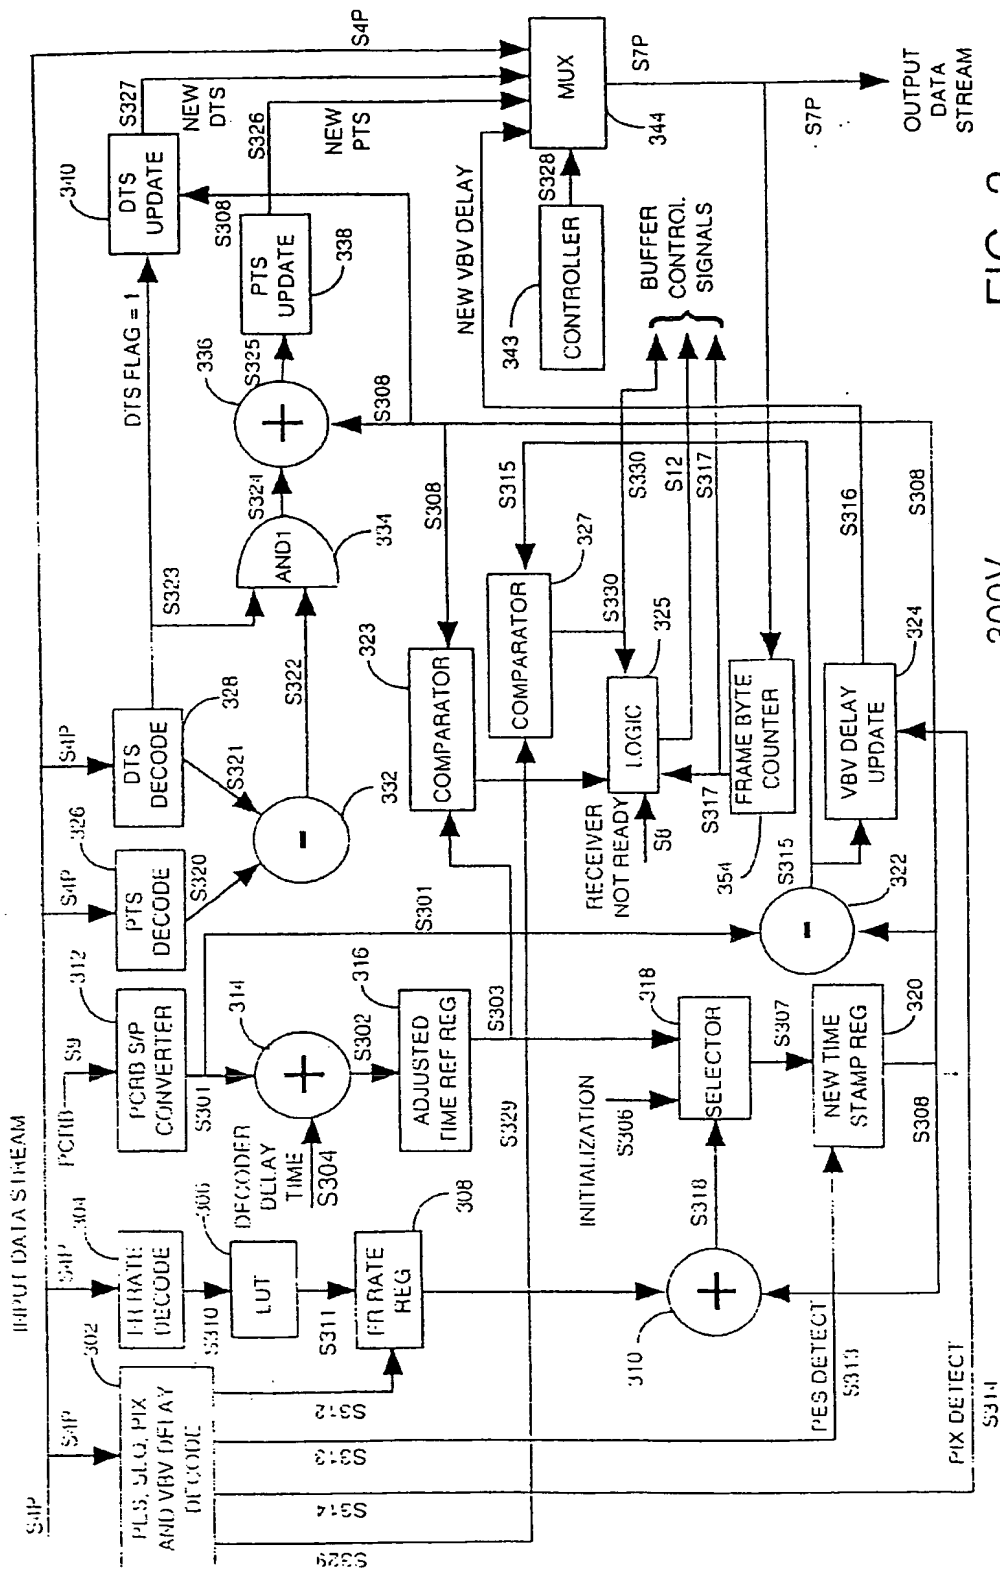 INPUT DATA STREAM
S4P
S4P
302
PES, SEQ, PIX
AND VBV DELAY
DECODE
S329
S314
S313
S312
S4P
304
FR RATE
DECODE
S310
306
LUT
S311
308
FR RATE
REG
PCRB
S9
312
PCRB S/P
CONVERTER
S301
314
+
DECODER
DELAY
TIME
S304
S302
316
ADJUSTED
TIME REF REG
S303
S329
S301
S4P
326
PTS
DECODE
S320
S4P
DTS
DECODE
328
S321
-
332
S322
S323
DTS FLAG = 1
AND1
334
S324
336
+
S325
S308
PTS
UPDATE
338
S308
340
DTS
UPDATE
S327
NEW
DTS
S326
NEW
PTS
S4P
MUX
344
S7P
S7P
OUTPUT
DATA
STREAM
S328
343
CONTROLLER
NEW VBV DELAY
BUFFER
CONTROL
SIGNALS
323
COMPARATOR
S308
S315
COMPARATOR
327
S330
S330
S12
S317
325
LOGIC
RECEIVER
NOT READY
S8
S317
354
FRAME BYTE
COUNTER
S315
S316
324
VBV DELAY
UPDATE
S308
-
322
INITIALIZATION
S306
318
SELECTOR
S318
S307
310
+
NEW TIME
STAMP REG
320
S308
PES DETECT
S313
PIX DETECT
S314
300V